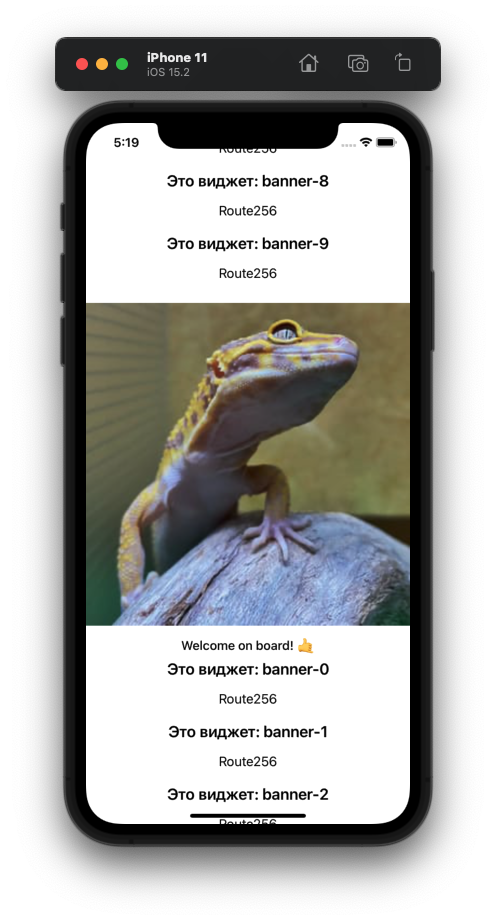 iPhone 11
iOS 15.2
5:19
Route256
Это виджет: banner-8
Route256
Это виджет: banner-9
Route256
Welcome on board! 🤙
Это виджет: banner-0
Route256
Это виджет: banner-1
Route256
Это виджет: banner-2
Route256